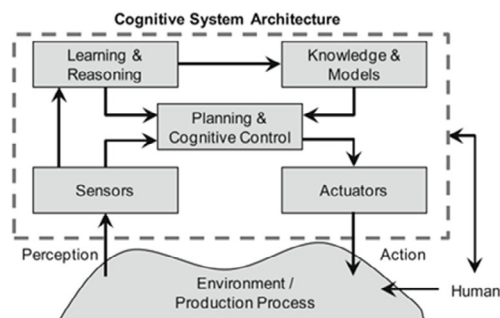 Cognitive System Architecture
Learning &
Reasoning
Knowledge &
Models
Planning &
Cognitive Control
Sensors
Actuators
Perception
Action
Environment /
Production Process
Human